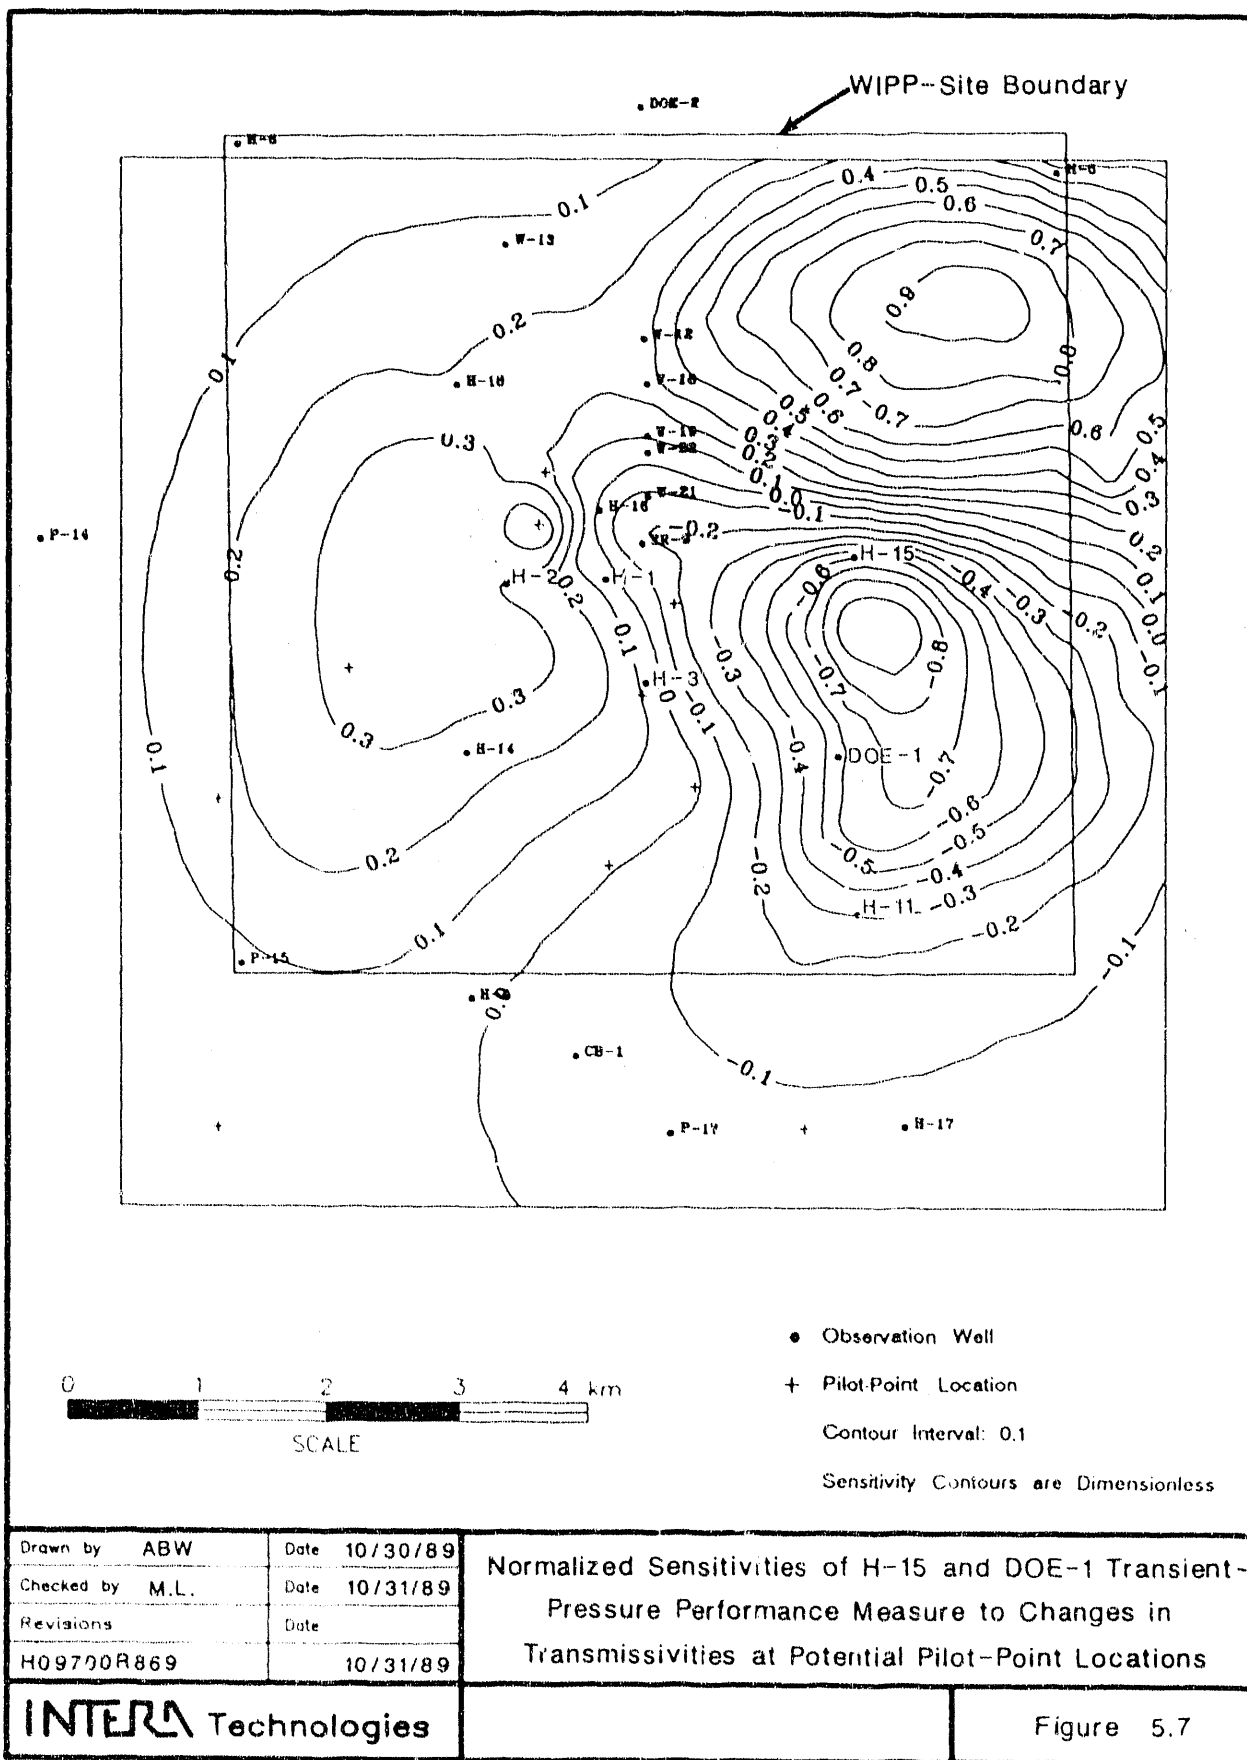 WIPP-Site Boundary
DOE-2
H-6
0.4
H-5
0.5
0.6
0.1
0.7
W-13
0.9
0.2
W-12
0.8
0.8
0.1
H-18
W-18
0.7
-0.7
0.6
0.5
0.4
0.3
0.2
0.6
0.5
0.3
W-19
W-22
0.4
0.1
0.0
-0.1
W-21
H-16
0.3
P-14
-0.2
0.2
0.2
H-15
H-2
0.2
H-1
-0.6
-0.4
-0.3
-0.2
0.1
0.0
0.1
-0.3
-0.8
-0.1
H-3
0
-0.7
-0.1
0.3
0.3
0.1
H-14
-0.4
DOE-1
-0.7
-0.6
0.2
-0.5
-0.5
-0.2
-0.4
H-11
-0.3
0.1
-0.2
-0.1
P-15
0.0
CB-1
-0.1
P-17
H-17
Observation Well
0 1 2 3 4 km
Pilot-Point Location
SCALE
Contour Interval: 0.1
Sensitivity Contours are Dimensionless
Drawn by ABW Date 10/30/89
Checked by M.L. Date 10/31/89
Revisions Date
H09700R869 10/31/89
Normalized Sensitivities of H-15 and DOE-1 Transient-
Pressure Performance Measure to Changes in
Transmissivities at Potential Pilot-Point Locations
INTERA Technologies
Figure 5.7